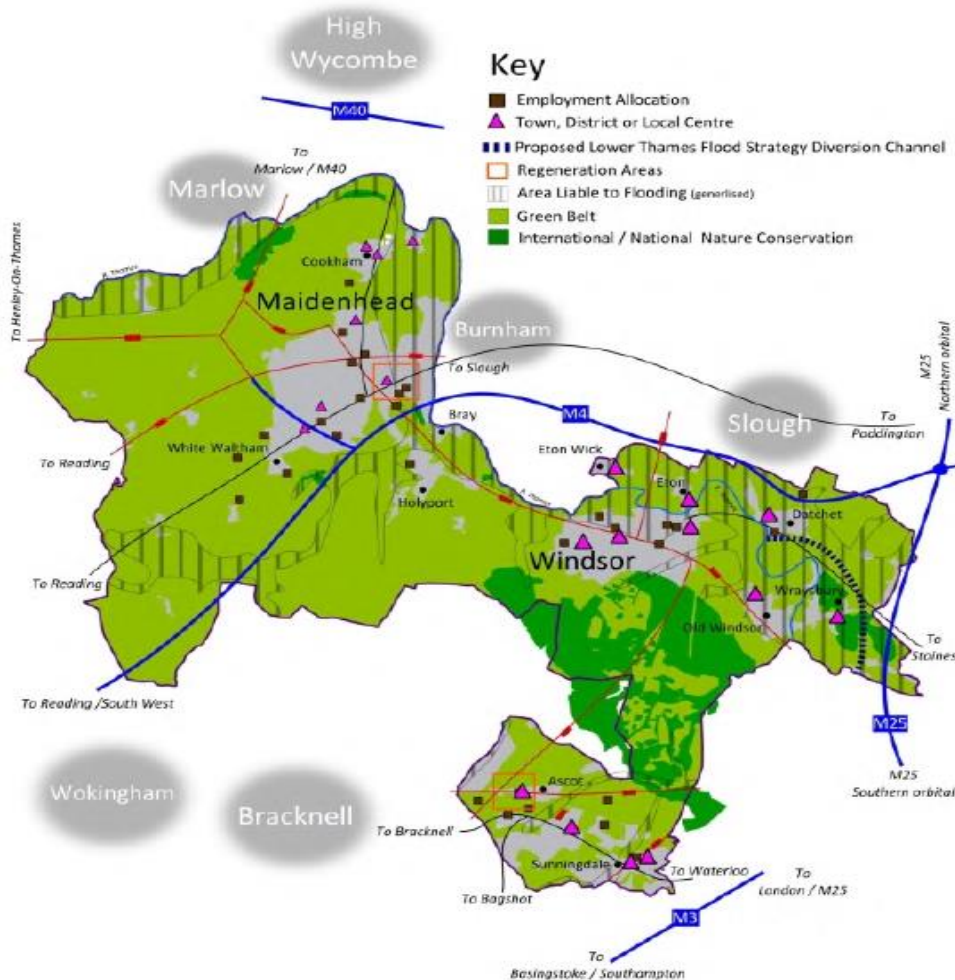 High
Wycombe
Key
Employment Allocation
Town, District or Local Centre
Proposed Lower Thames Flood Strategy Diversion Channel
Regeneration Areas
Area Liable to Flooding (generlised)
Green Belt
International / National Nature Conservation
M40
To
Marlow / M40
Marlow
To Henley-On-Thames
R. Thames
Cookham
Maidenhead
Burnham
To Slough
M25
Northern orbital
Slough
M4
To
Paddington
Bray
Eton Wick
White Waltham
To Reading
Eton
R. Thames
Holyport
Datchet
Windsor
To Reading
Wraysbury
Old Windsor
To
Staines
To Reading /South West
M25
M25
Southern orbital
Wokingham
Bracknell
Ascot
To Bracknell
Sunningdale
To Waterloo
To Bagshot
To
London / M25
M3
To
Basingstoke / Southampton